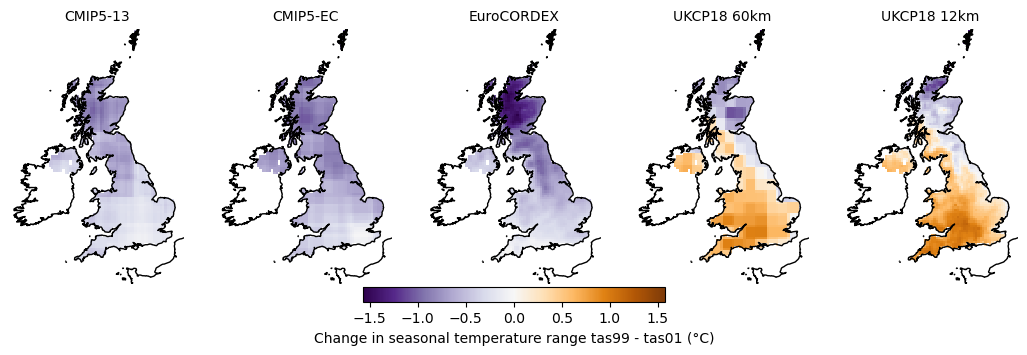 CMIP5-13 CMIP5-EC EuroCORDEX UKCP18 60km UKCP18 12km
−1.5 −1.0 −0.5 0.0 0.5 1.0 1.5
Change in seasonal temperature range tas99 - tas01 (°C)